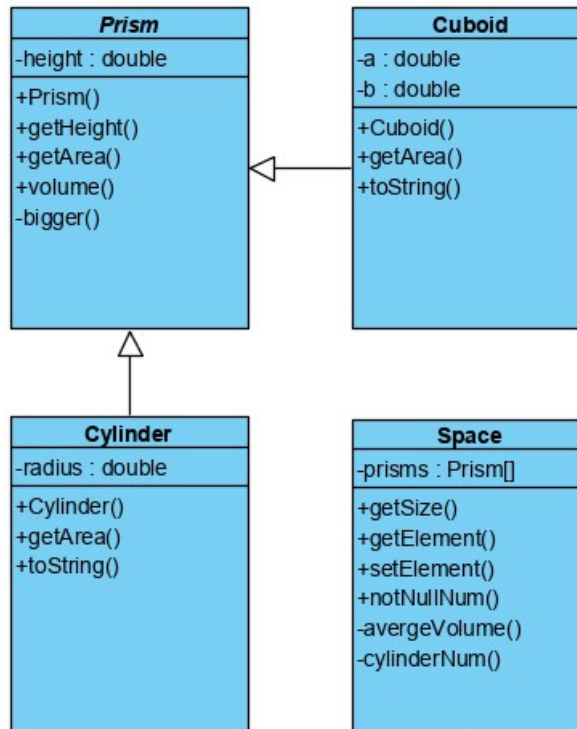 Prism
-height : double
+Prism()
+getHeight()
+getArea()
+volume()
-bigger()
Cuboid
-a : double
-b : double
+Cuboid()
+getArea()
+toString()
Cylinder
-radius : double
+Cylinder()
+getArea()
+toString()
Space
-prisms : Prism[]
+getSize()
+getElement()
+setElement()
+notNullNum()
-avergeVolume()
-cylinderNum()